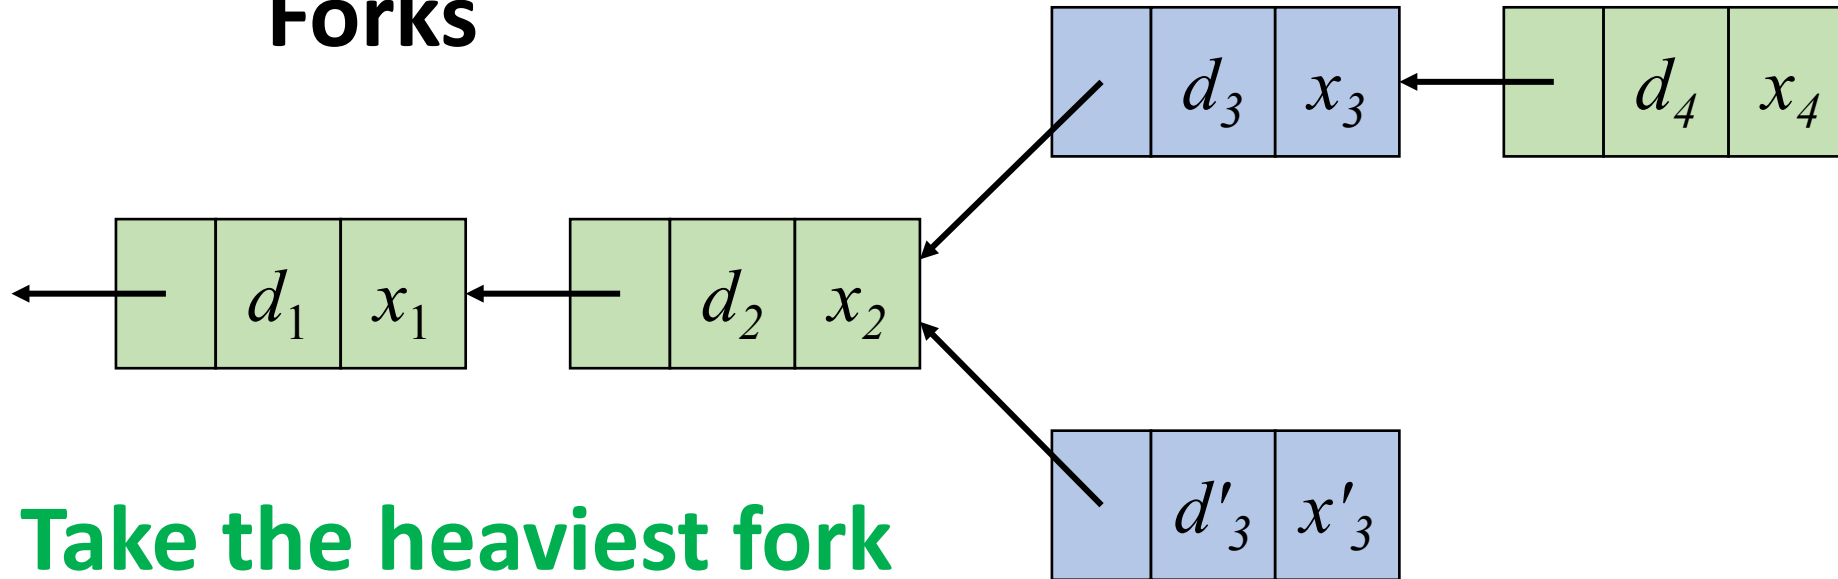 Forks
d₃ x₃ d₄ x₄
d₁ x₁ d₂ x₂
d'₃ x'₃
Take the heaviest fork